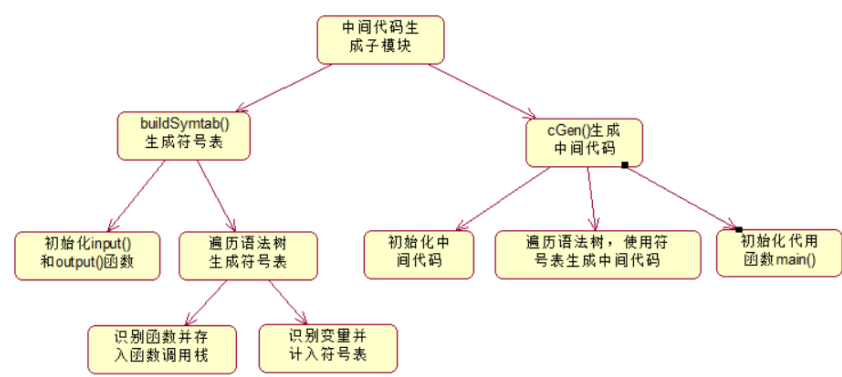 中间代码生
成子模块
buildSymtab()
生成符号表
cGen()生成
中间代码
初始化input()
和output()函数
遍历语法树
生成符号表
初始化中
间代码
遍历语法树，使用符
号表生成中间代码
初始化代用
函数main()
识别函数并存
入函数调用栈
识别变量并
计入符号表